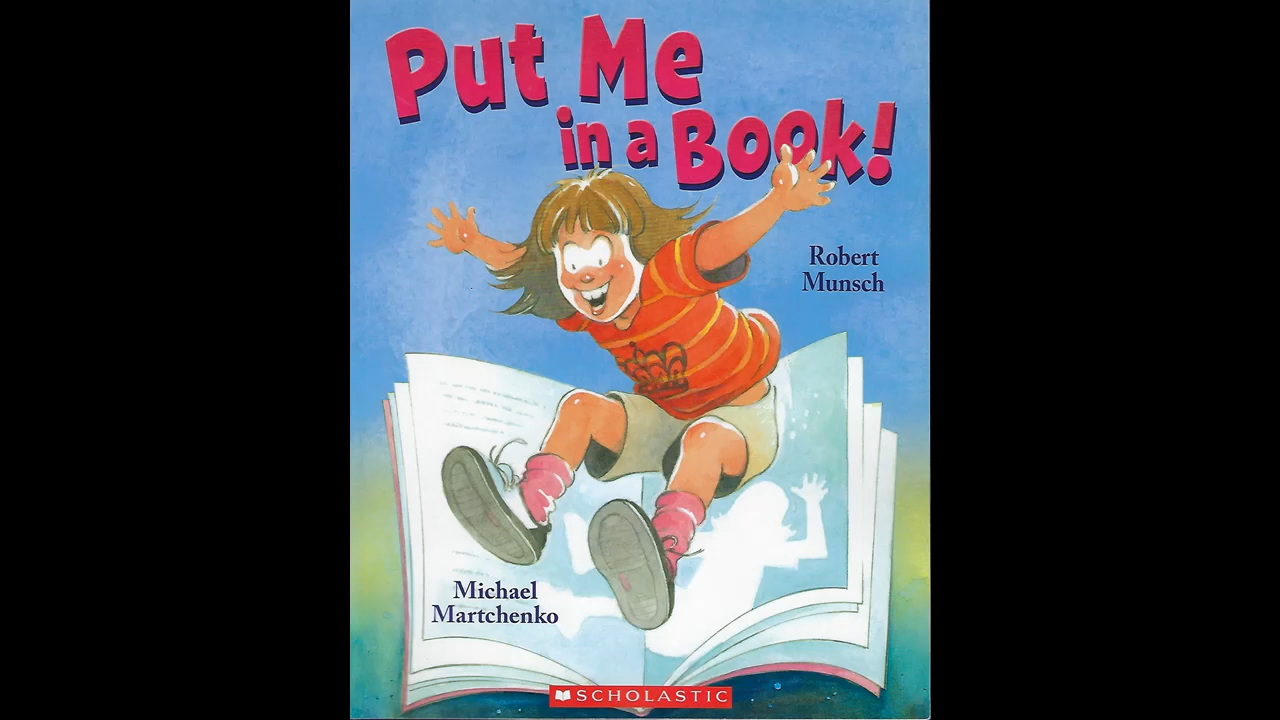 Put Me
in a Book!
Robert
Munsch
Michael
Martchenko
SCHOLASTIC